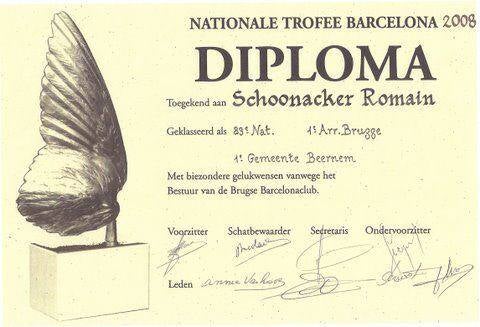 NATIONALE TROFEE BARCELONA 2008
DIPLOMA
Toegekend aan Schoonacker Romain
Geklasseerd als 83e Nat. 1e Arr. Brugge
1e Gemeente Beernem
Met biezondere gelukwensen vanwege het
Bestuur van de Brugse Barcelonaclub.
Voorzitter Schatbewaarder Secretaris Ondervoorzitter
Leden